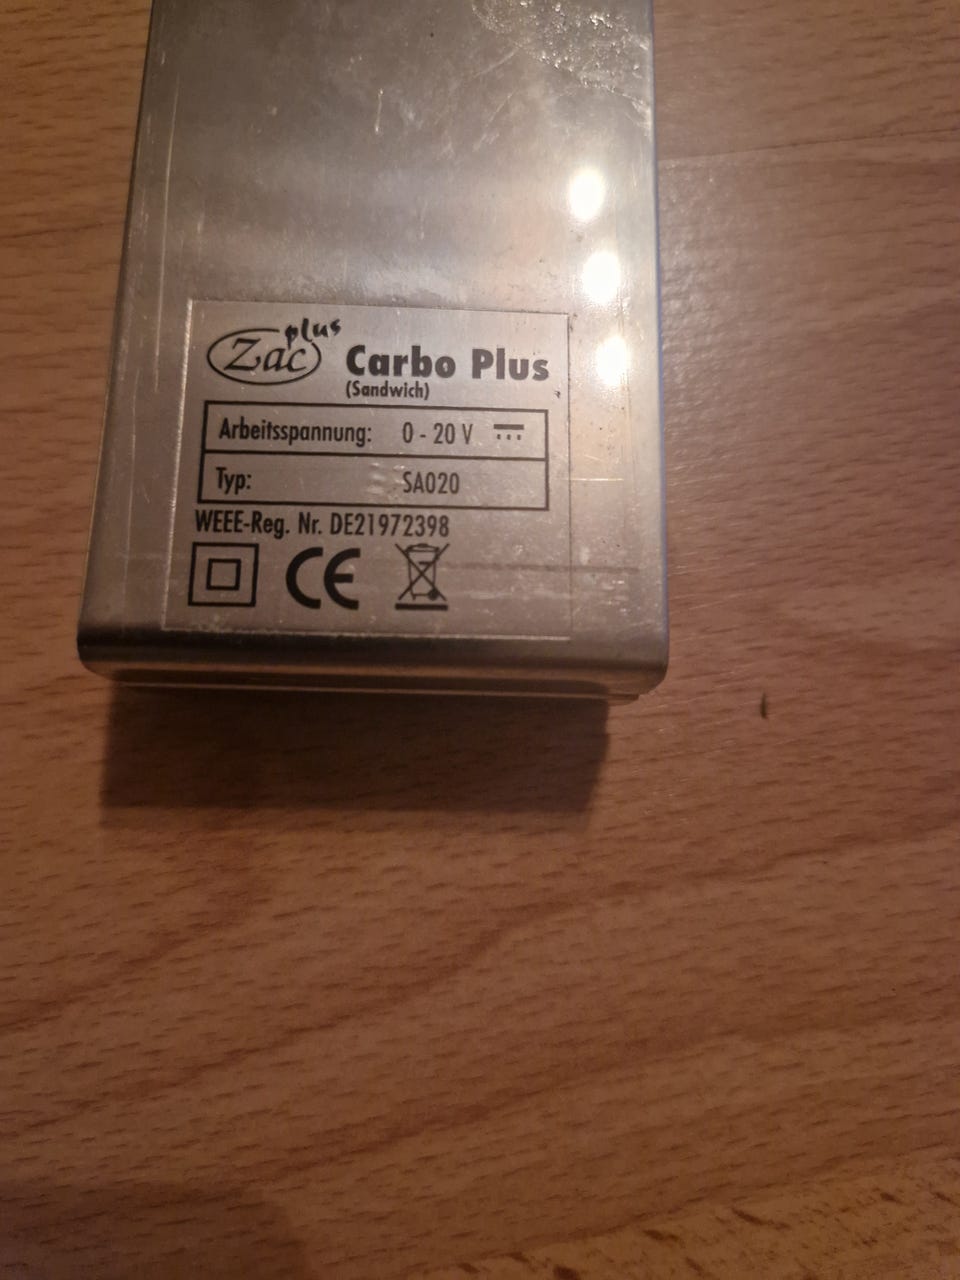 Zac plus
Carbo Plus
(Sandwich)
Arbeitsspannung: 0 - 20 V ⎓
Typ: SA020
WEEE-Reg. Nr. DE21972398
CE